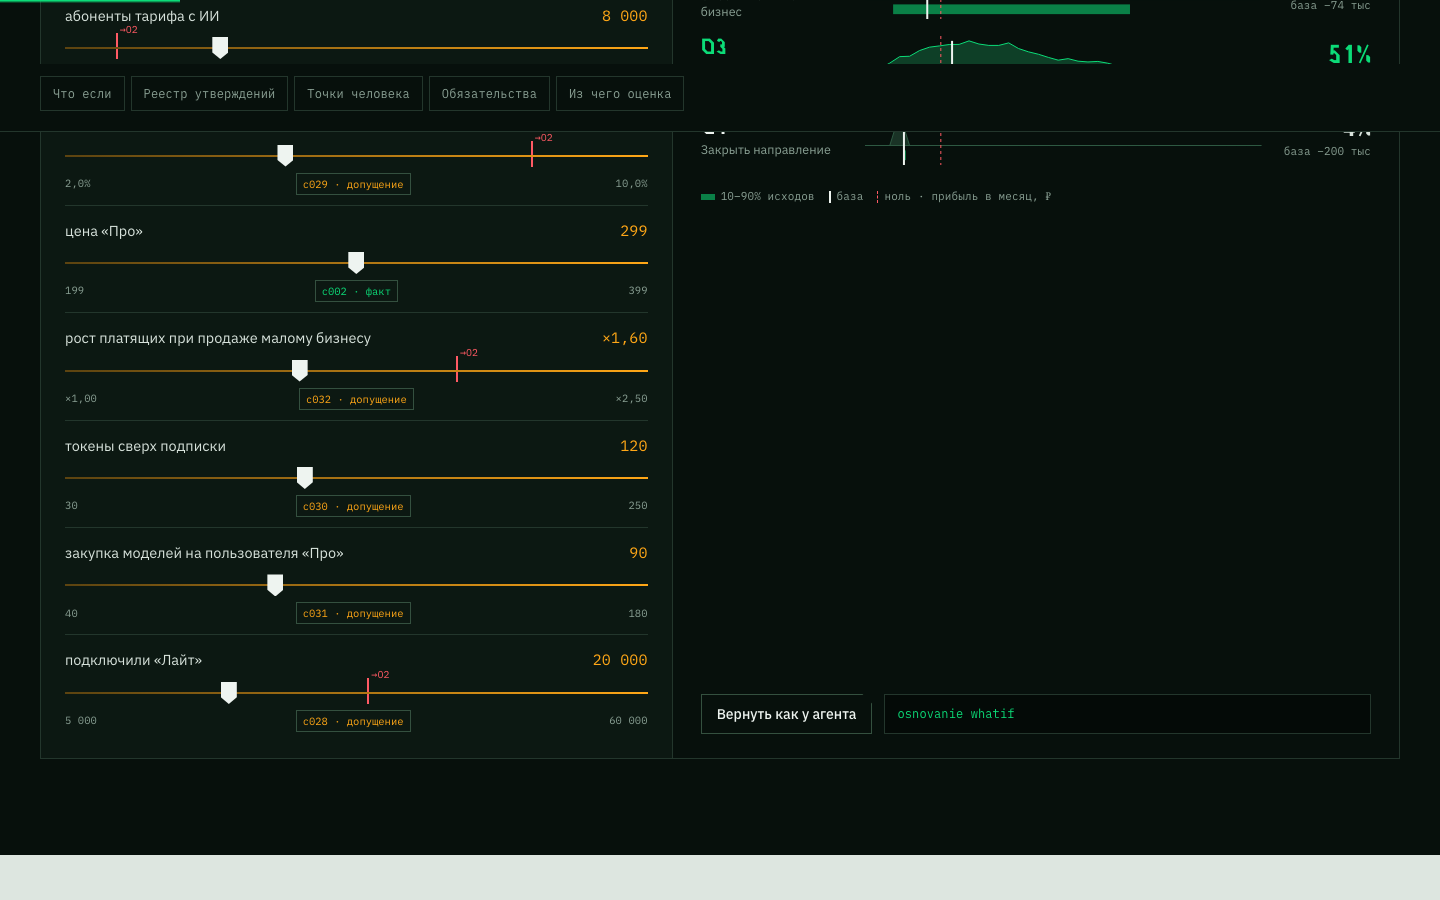 абоненты тарифа с ИИ
8 000
→О2
бизнес
база −74 тыс
03
51%
Что если
Реестр утверждений
Точки человека
Обязательства
Из чего оценка
→О2
2,0%
c029 · допущение
10,0%
Закрыть направление
база −200 тыс
10–90% исходов
база
ноль · прибыль в месяц, ₽
цена «Про»
299
199
c002 · факт
399
рост платящих при продаже малому бизнесу
×1,60
→О2
×1,00
c032 · допущение
×2,50
токены сверх подписки
120
30
c030 · допущение
250
закупка моделей на пользователя «Про»
90
40
c031 · допущение
180
подключили «Лайт»
20 000
→О2
5 000
c028 · допущение
60 000
Вернуть как у агента
osnovanie whatif